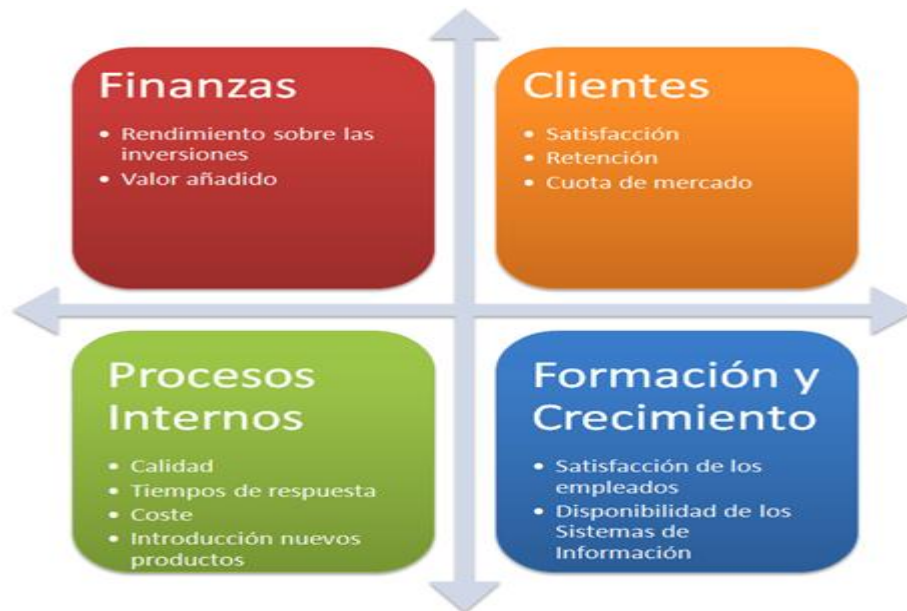 Finanzas
• Rendimiento sobre las
inversiones
• Valor añadido
Clientes
• Satisfacción
• Retención
• Cuota de mercado
Procesos
Internos
• Calidad
• Tiempos de respuesta
• Coste
• Introducción nuevos
productos
Formación y
Crecimiento
• Satisfacción de los
empleados
• Disponibilidad de los
Sistemas de
Información